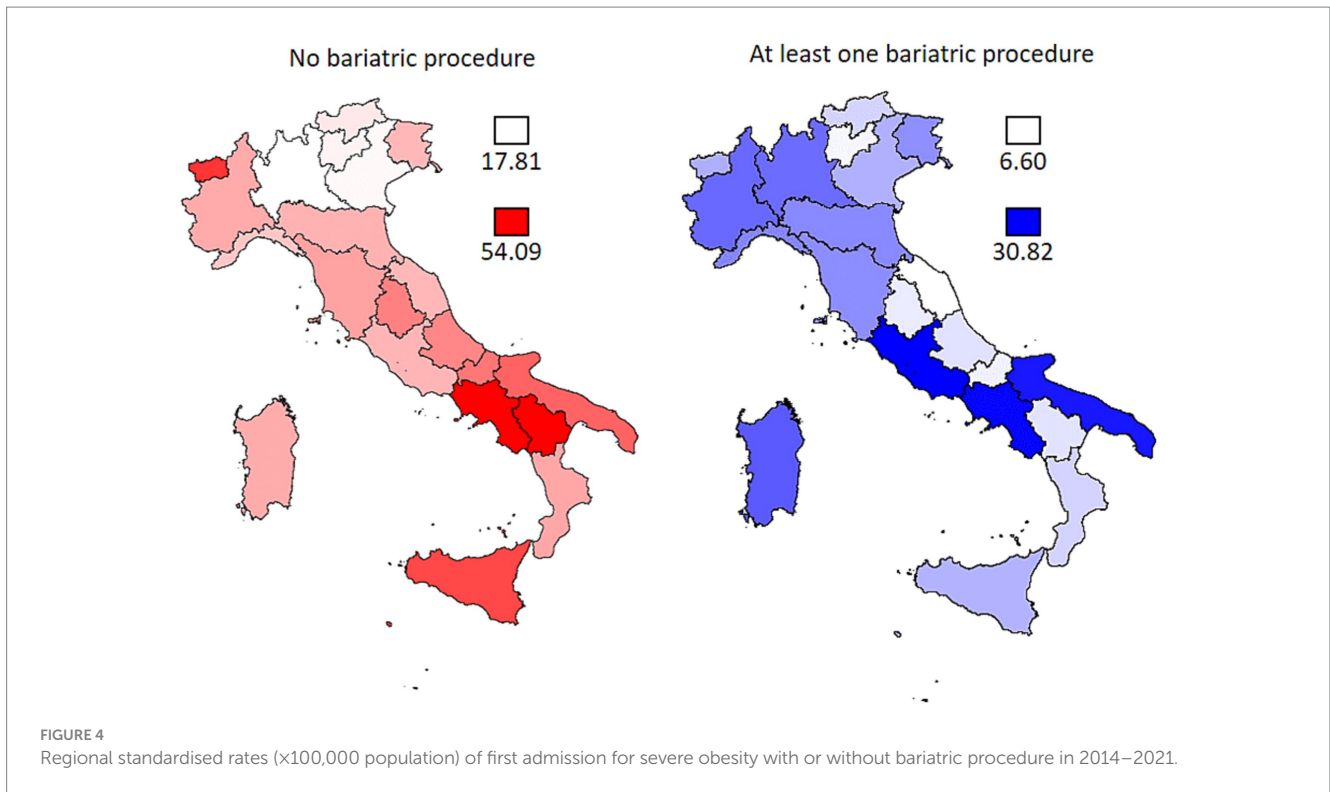 No bariatric procedure
17.81
54.09
At least one bariatric procedure
6.60
30.82
FIGURE 4
Regional standardised rates (×100,000 population) of first admission for severe obesity with or without bariatric procedure in 2014–2021.